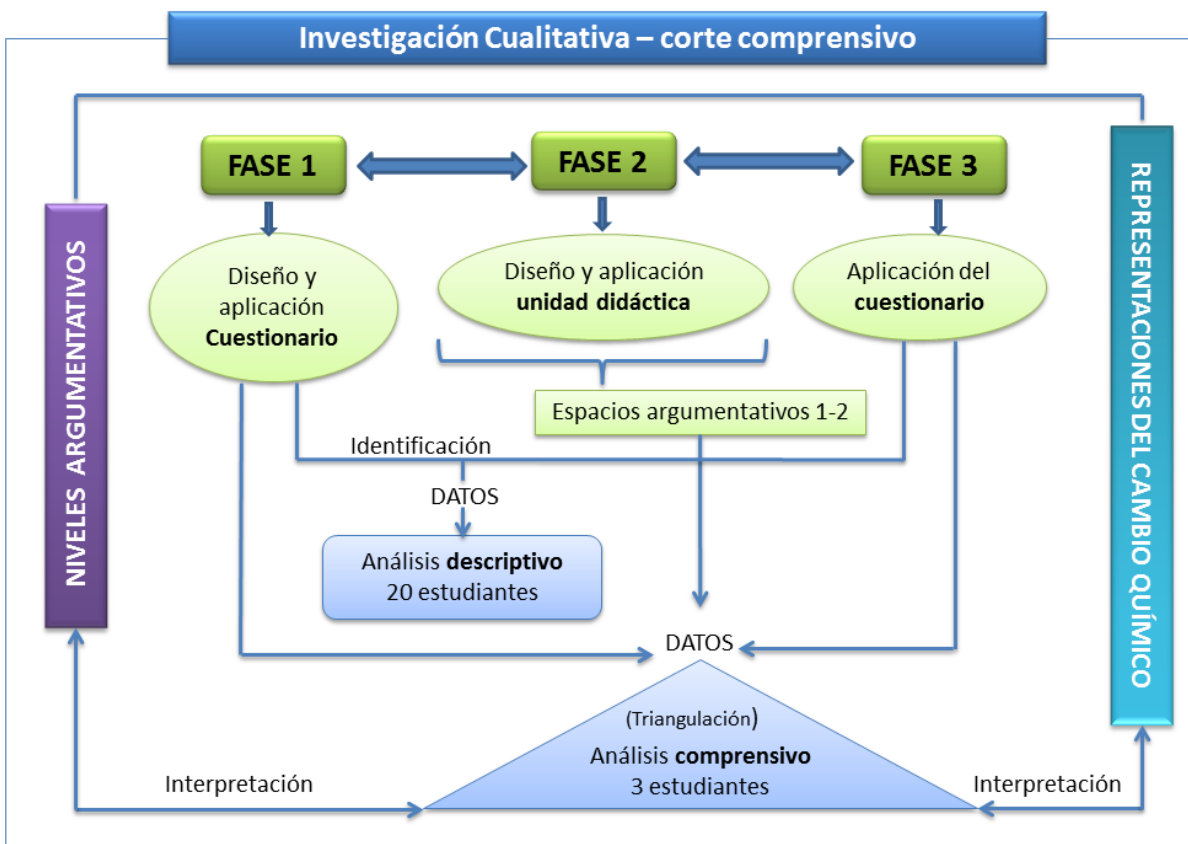 Investigación Cualitativa – corte comprensivo
FASE 1
FASE 2
FASE 3
NIVELES ARGUMENTATIVOS
REPRESENTACIONES DEL CAMBIO QUÍMICO
Diseño y
aplicación
Cuestionario
Diseño y aplicación
unidad didáctica
Aplicación del
cuestionario
Espacios argumentativos 1-2
Identificación
DATOS
Análisis descriptivo
20 estudiantes
DATOS
(Triangulación)
Análisis comprensivo
3 estudiantes
Interpretación
Interpretación